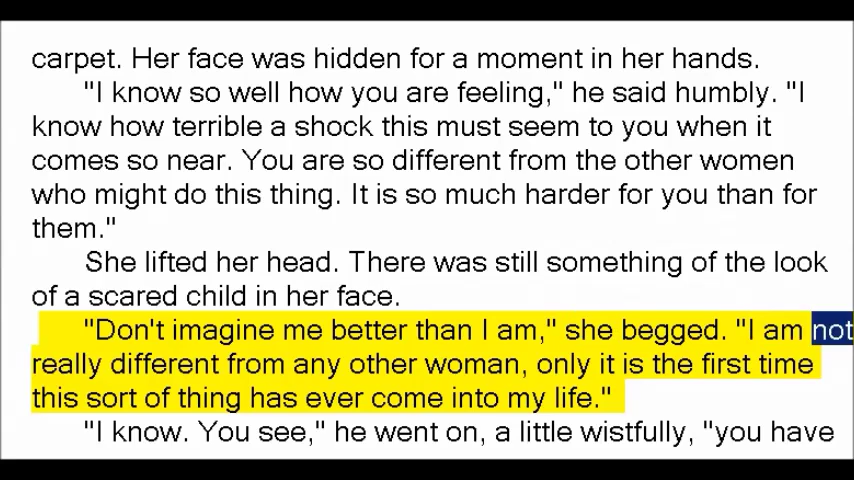 carpet. Her face was hidden for a moment in her hands.
"I know so well how you are feeling," he said humbly. "I
know how terrible a shock this must seem to you when it
comes so near. You are so different from the other women
who might do this thing. It is so much harder for you than for
them."
She lifted her head. There was still something of the look
of a scared child in her face.
"Don't imagine me better than I am," she begged. "I am not
really different from any other woman, only it is the first time
this sort of thing has ever come into my life."
"I know. You see," he went on, a little wistfully, "you have